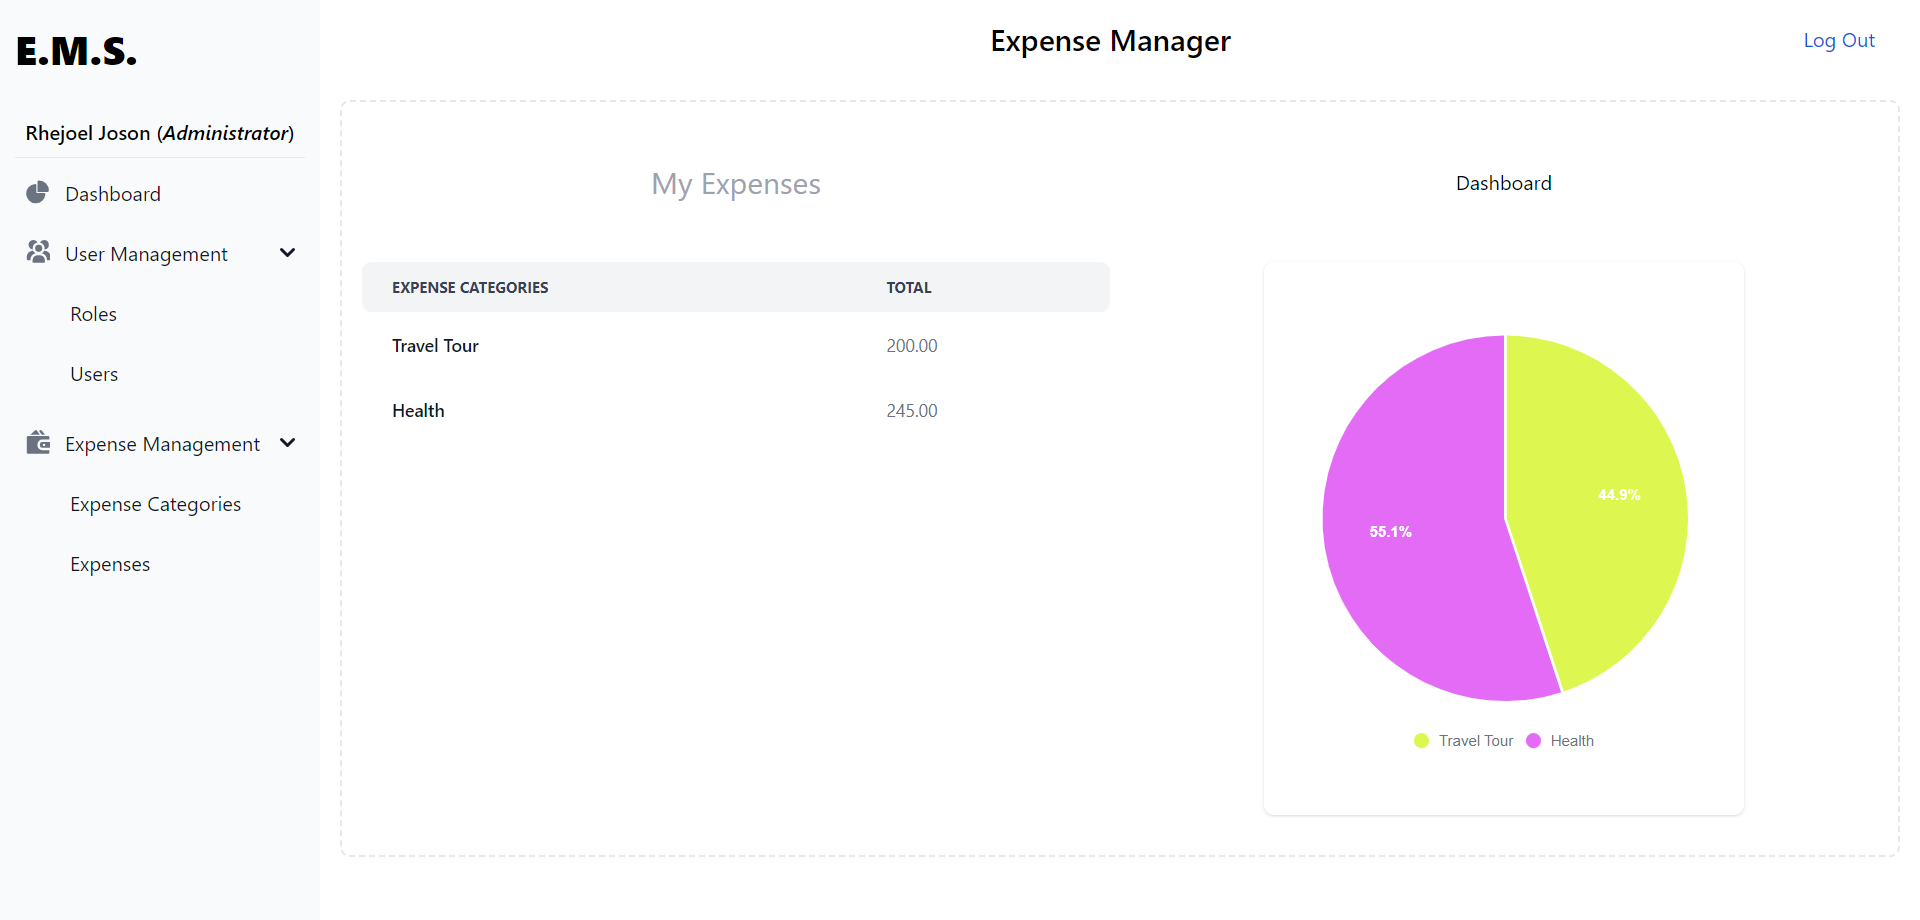 E.M.S.
Rhejoel Joson (Administrator)
Dashboard
User Management
Roles
Users
Expense Management
Expense Categories
Expenses
Expense Manager
Log Out
My Expenses
EXPENSE CATEGORIES TOTAL
Travel Tour 200.00
Health 245.00
Dashboard
44.9%
55.1%
Travel Tour Health